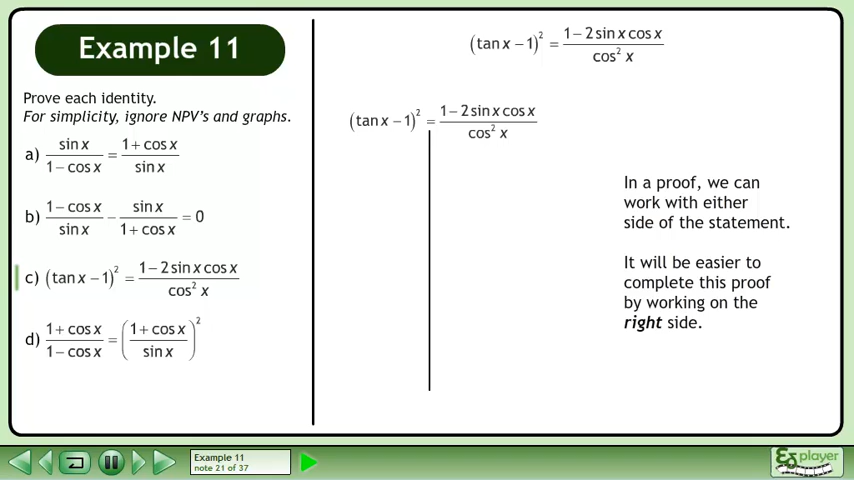 Example 11
Prove each identity.
For simplicity, ignore NPV's and graphs.
a) sin x / (1 − cos x) = (1 + cos x) / sin x
b) (1 − cos x) / sin x − sin x / (1 + cos x) = 0
c) (tan x − 1)² = (1 − 2 sin x cos x) / cos² x
d) (1 + cos x) / (1 − cos x) = ((1 + cos x) / sin x)²
(tan x − 1)² = (1 − 2 sin x cos x) / cos² x
(tan x − 1)² = (1 − 2 sin x cos x) / cos² x
In a proof, we can
work with either
side of the statement.
It will be easier to
complete this proof
by working on the
right side.
Example 11
note 21 of 37
EQ player